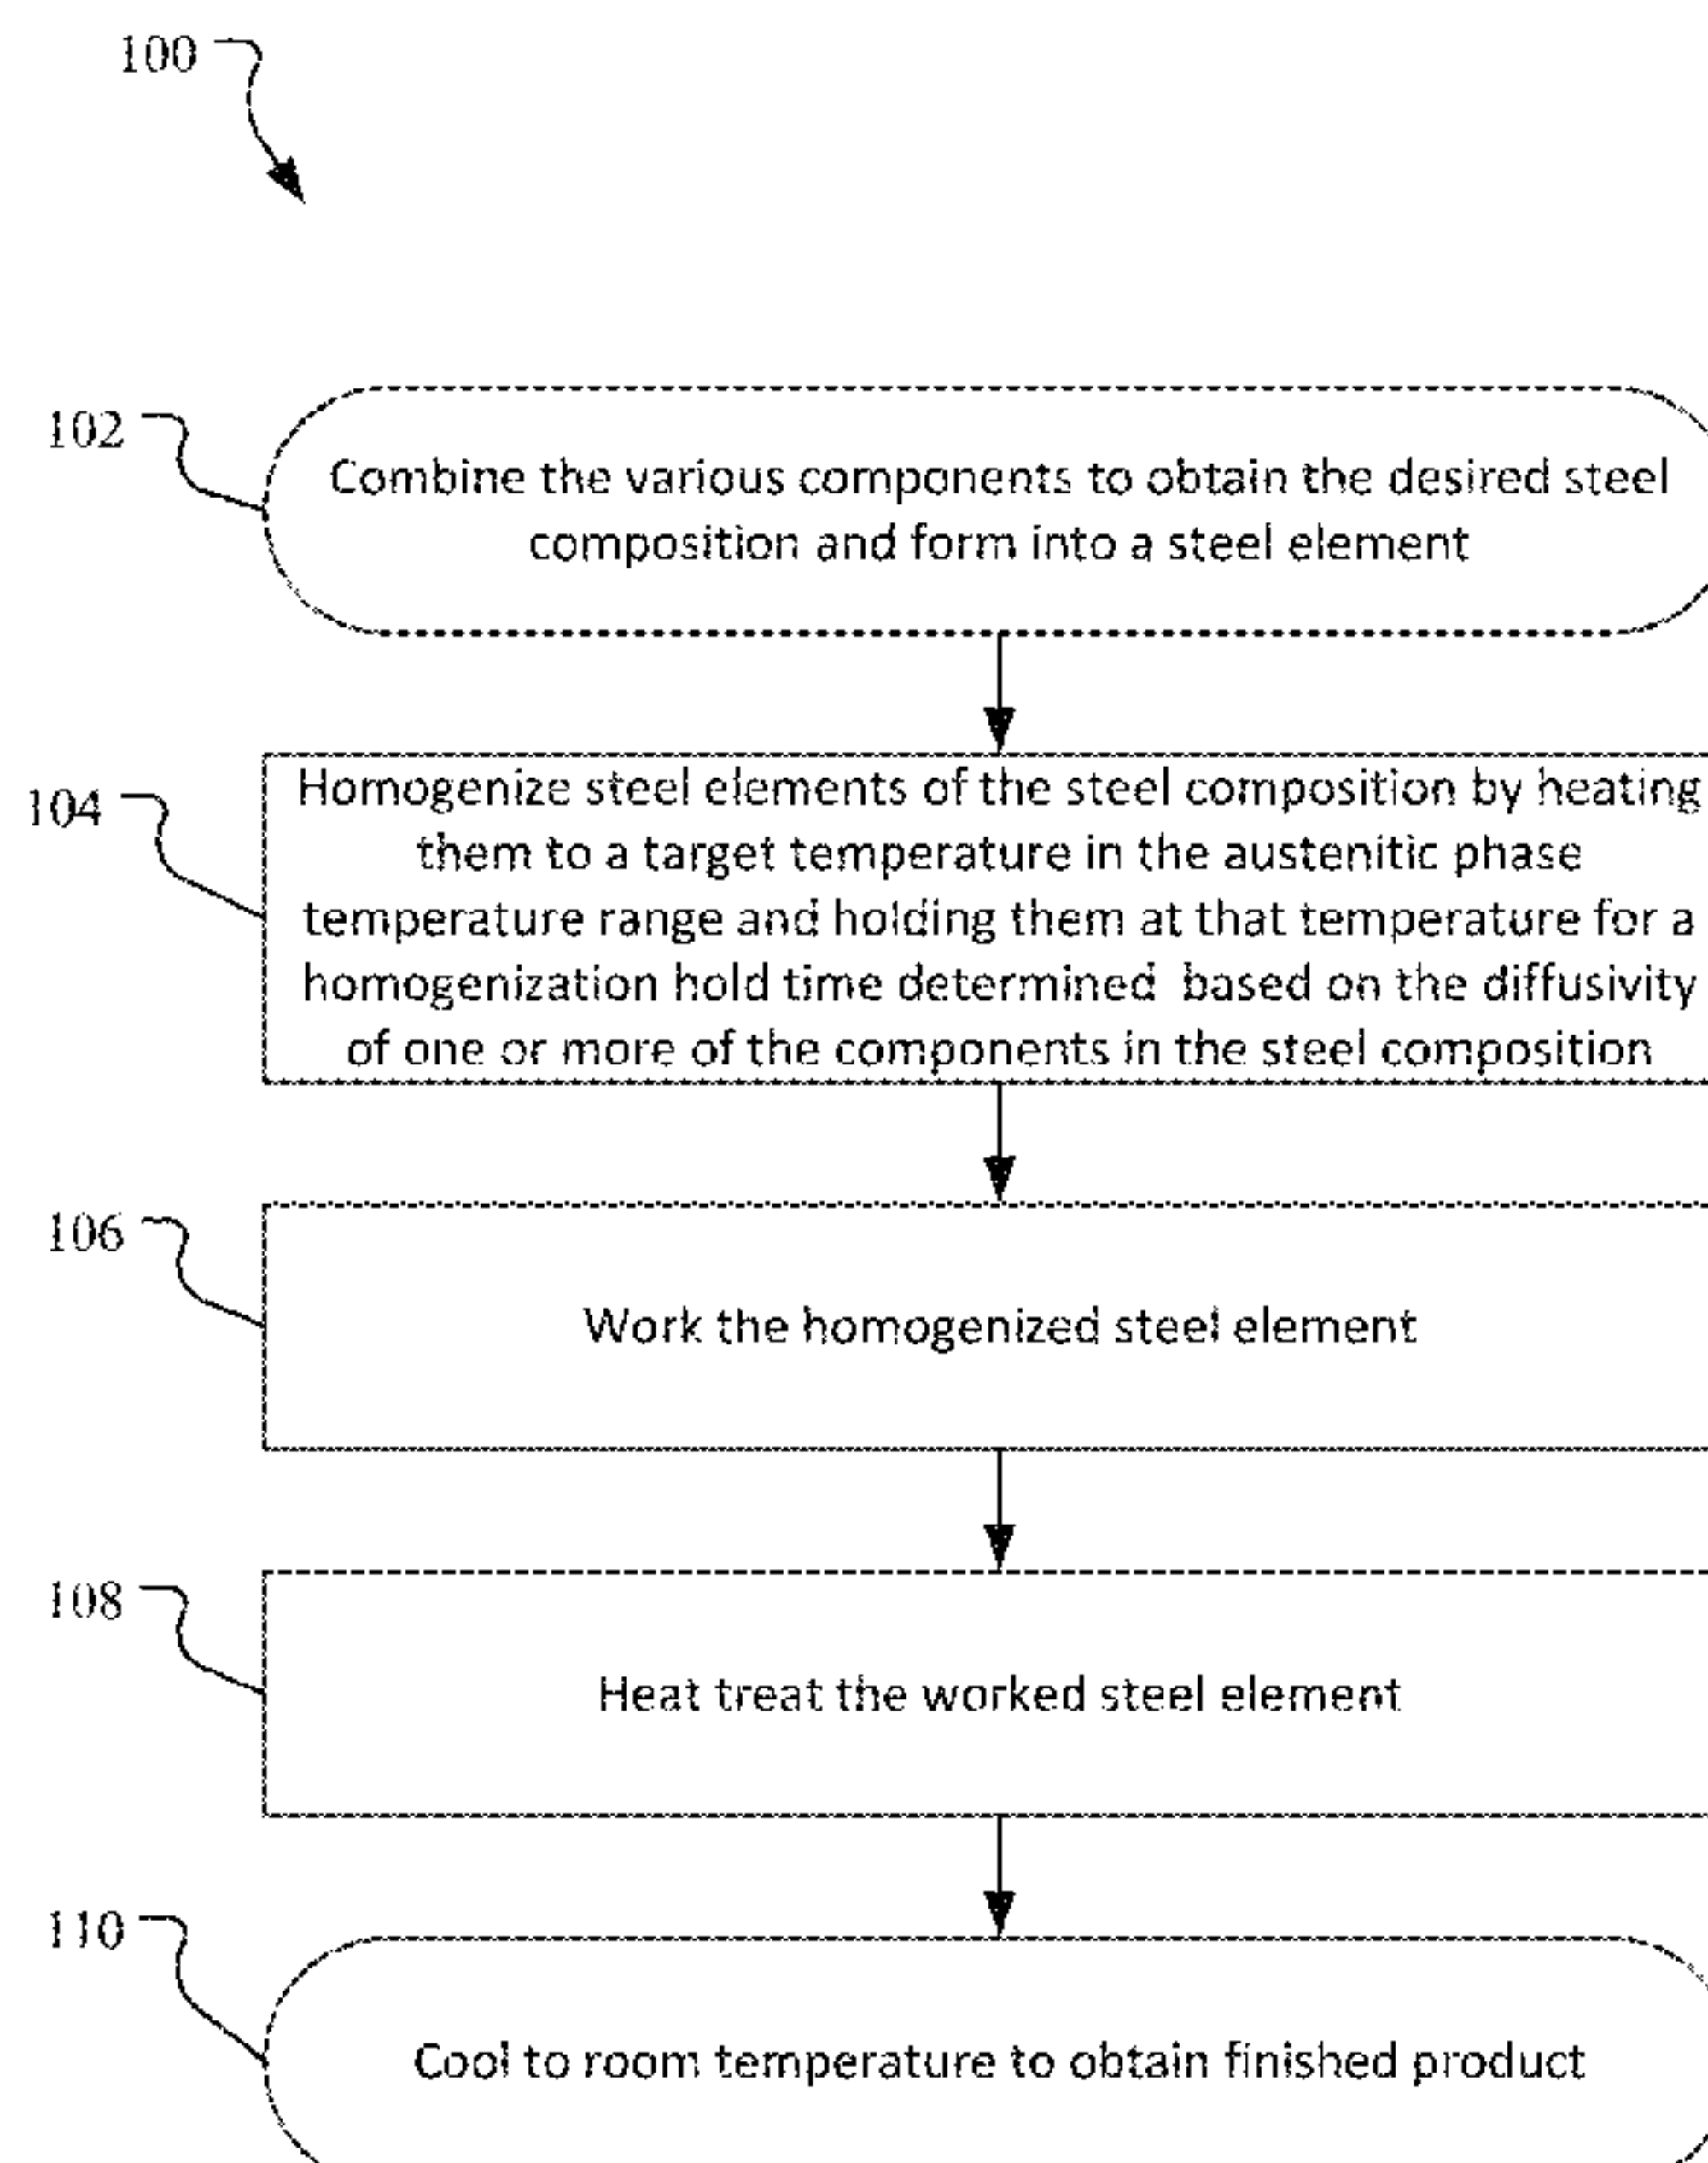 100
102
Combine the various components to obtain the desired steel
composition and form into a steel element
104
Homogenize steel elements of the steel composition by heating
them to a target temperature in the austenitic phase
temperature range and holding them at that temperature for a
homogenization hold time determined based on the diffusivity
of one or more of the components in the steel composition
106
Work the homogenized steel element
108
Heat treat the worked steel element
110
Cool to room temperature to obtain finished product